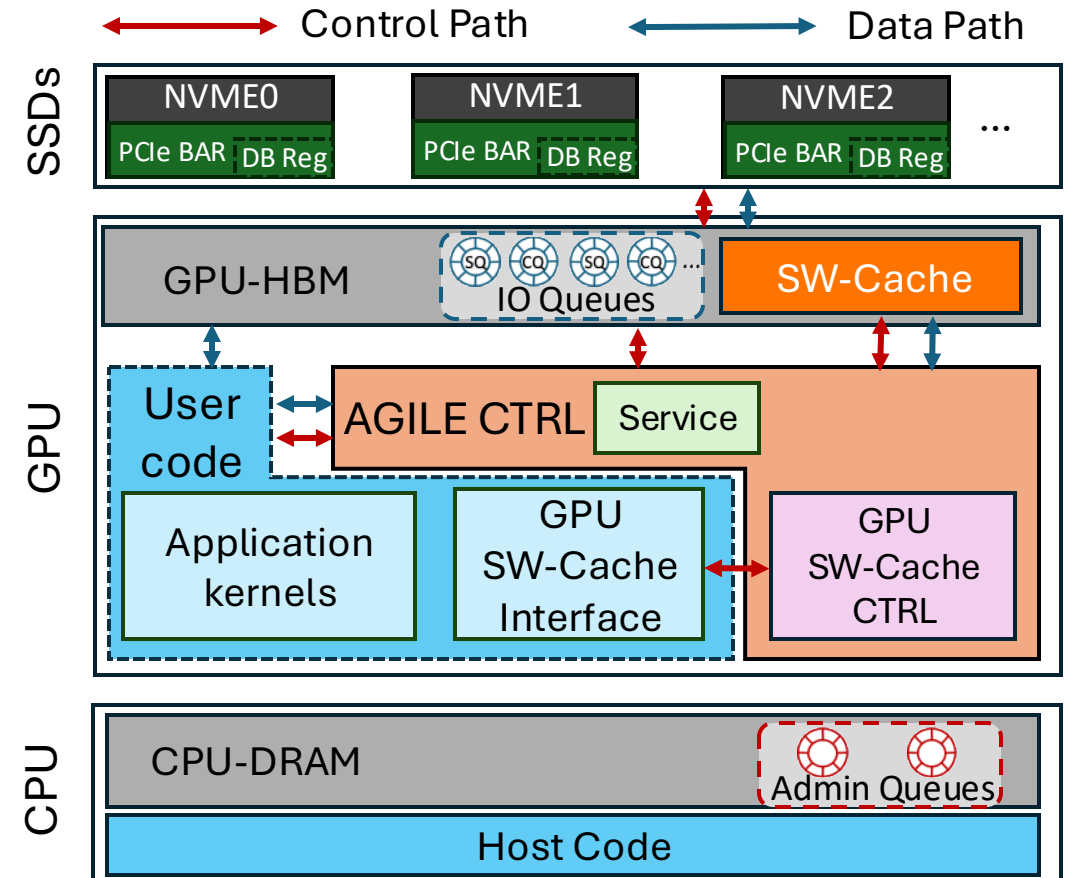 Control Path
Data Path
SSDs
NVME0
PCIe BAR
DB Reg
NVME1
PCIe BAR
DB Reg
NVME2
PCIe BAR
DB Reg
...
GPU
GPU-HBM
SQ
CQ
SQ
CQ
...
IO Queues
SW-Cache
User
code
AGILE CTRL
Service
Application
kernels
GPU
SW-Cache
Interface
GPU
SW-Cache
CTRL
CPU
CPU-DRAM
Admin Queues
Host Code